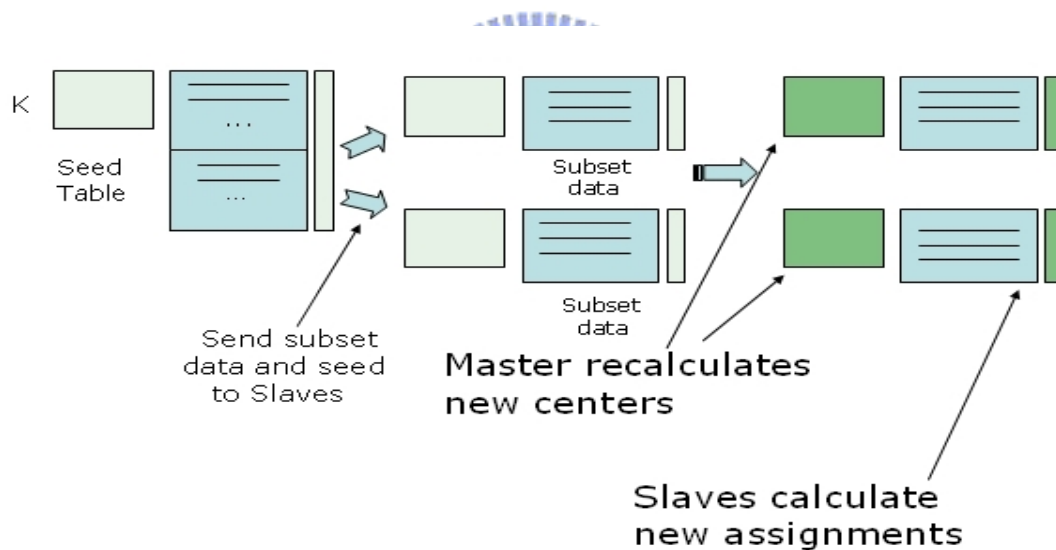 K
Seed
Table
...
...
Subset
data
Subset
data
Send subset
data and seed
to Slaves
Master recalculates
new centers
Slaves calculate
new assignments